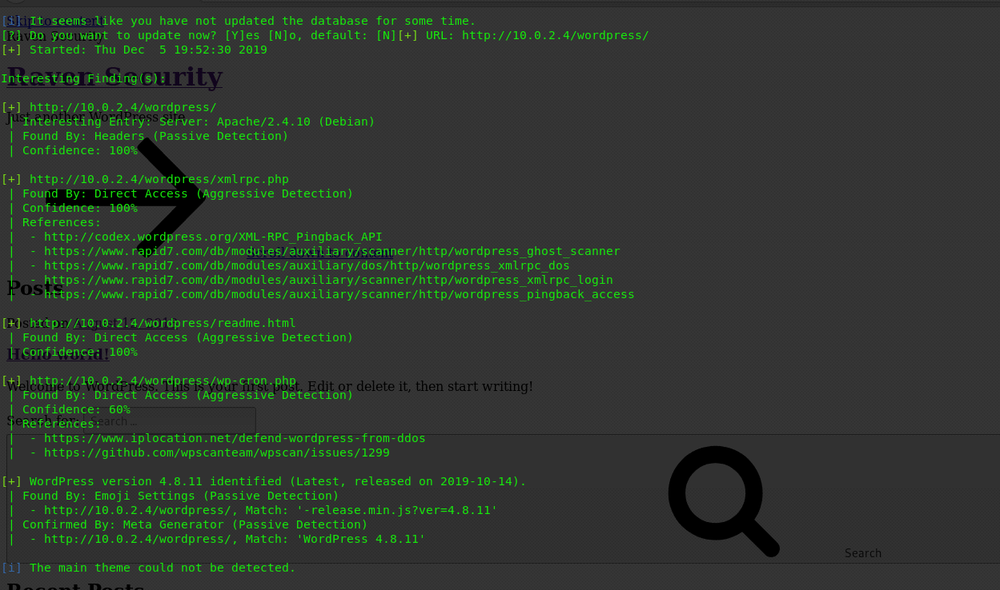 [i] It seems like you have not updated the database for some time.
[?] Do you want to update now? [Y]es [N]o, default: [N][+] URL: http://10.0.2.4/wordpress/
[+] Started: Thu Dec  5 19:52:30 2019
Raven Security
Interesting Finding(s):
[+] http://10.0.2.4/wordpress/
Just another WordPress site
| Interesting Entry: Server: Apache/2.4.10 (Debian)
| Found By: Headers (Passive Detection)
| Confidence: 100%
[+] http://10.0.2.4/wordpress/xmlrpc.php
| Found By: Direct Access (Aggressive Detection)
| Confidence: 100%
| References:
|  - http://codex.wordpress.org/XML-RPC_Pingback_API
|  - https://www.rapid7.com/db/modules/auxiliary/scanner/http/wordpress_ghost_scanner
|  - https://www.rapid7.com/db/modules/auxiliary/dos/http/wordpress_xmlrpc_dos
|  - https://www.rapid7.com/db/modules/auxiliary/scanner/http/wordpress_xmlrpc_login
Posts
|  - https://www.rapid7.com/db/modules/auxiliary/scanner/http/wordpress_pingback_access
[+] http://10.0.2.4/wordpress/readme.html
| Found By: Direct Access (Aggressive Detection)
| Confidence: 100%
Hello world!
[+] http://10.0.2.4/wordpress/wp-cron.php
Welcome to WordPress. This is your first post. Edit or delete it, then start writing!
| Found By: Direct Access (Aggressive Detection)
| Confidence: 60%
Search for: Search ...
| References:
|  - https://www.iplocation.net/defend-wordpress-from-ddos
|  - https://github.com/wpscanteam/wpscan/issues/1299
[+] WordPress version 4.8.11 identified (Latest, released on 2019-10-14).
| Found By: Emoji Settings (Passive Detection)
|  - http://10.0.2.4/wordpress/, Match: '-release.min.js?ver=4.8.11'
| Confirmed By: Meta Generator (Passive Detection)
|  - http://10.0.2.4/wordpress/, Match: 'WordPress 4.8.11'
Search
[i] The main theme could not be detected.
Recent Posts